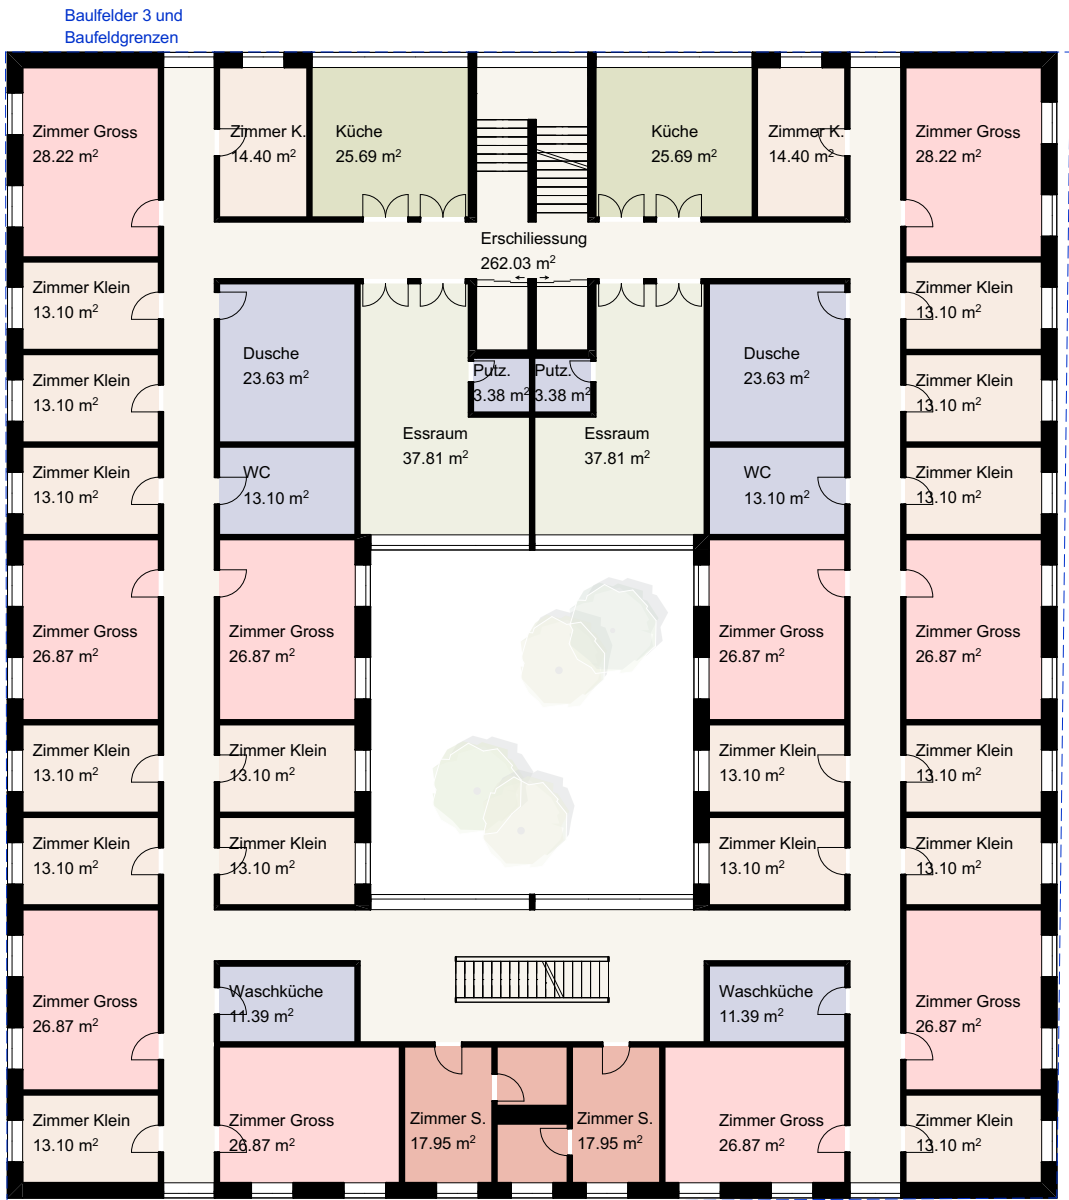 Baulfelder 3 und
Baufeldgrenzen
Zimmer Gross
28.22 m²
Zimmer K.
14.40 m²
Küche
25.69 m²
Küche
25.69 m²
Zimmer K.
14.40 m²
Zimmer Gross
28.22 m²
Erschiliessung
262.03 m²
Zimmer Klein
13.10 m²
Zimmer Klein
13.10 m²
Dusche
23.63 m²
Dusche
23.63 m²
Zimmer Klein
13.10 m²
Putz.
3.38 m²
Putz.
3.38 m²
Zimmer Klein
13.10 m²
Essraum
37.81 m²
Essraum
37.81 m²
Zimmer Klein
13.10 m²
WC
13.10 m²
WC
13.10 m²
Zimmer Klein
13.10 m²
Zimmer Gross
26.87 m²
Zimmer Gross
26.87 m²
Zimmer Gross
26.87 m²
Zimmer Gross
26.87 m²
Zimmer Klein
13.10 m²
Zimmer Klein
13.10 m²
Zimmer Klein
13.10 m²
Zimmer Klein
13.10 m²
Zimmer Klein
13.10 m²
Zimmer Klein
13.10 m²
Zimmer Klein
13.10 m²
Zimmer Klein
13.10 m²
Zimmer Gross
26.87 m²
Waschküche
11.39 m²
Waschküche
11.39 m²
Zimmer Gross
26.87 m²
Zimmer Klein
13.10 m²
Zimmer Gross
26.87 m²
Zimmer S.
17.95 m²
Zimmer S.
17.95 m²
Zimmer Gross
26.87 m²
Zimmer Klein
13.10 m²